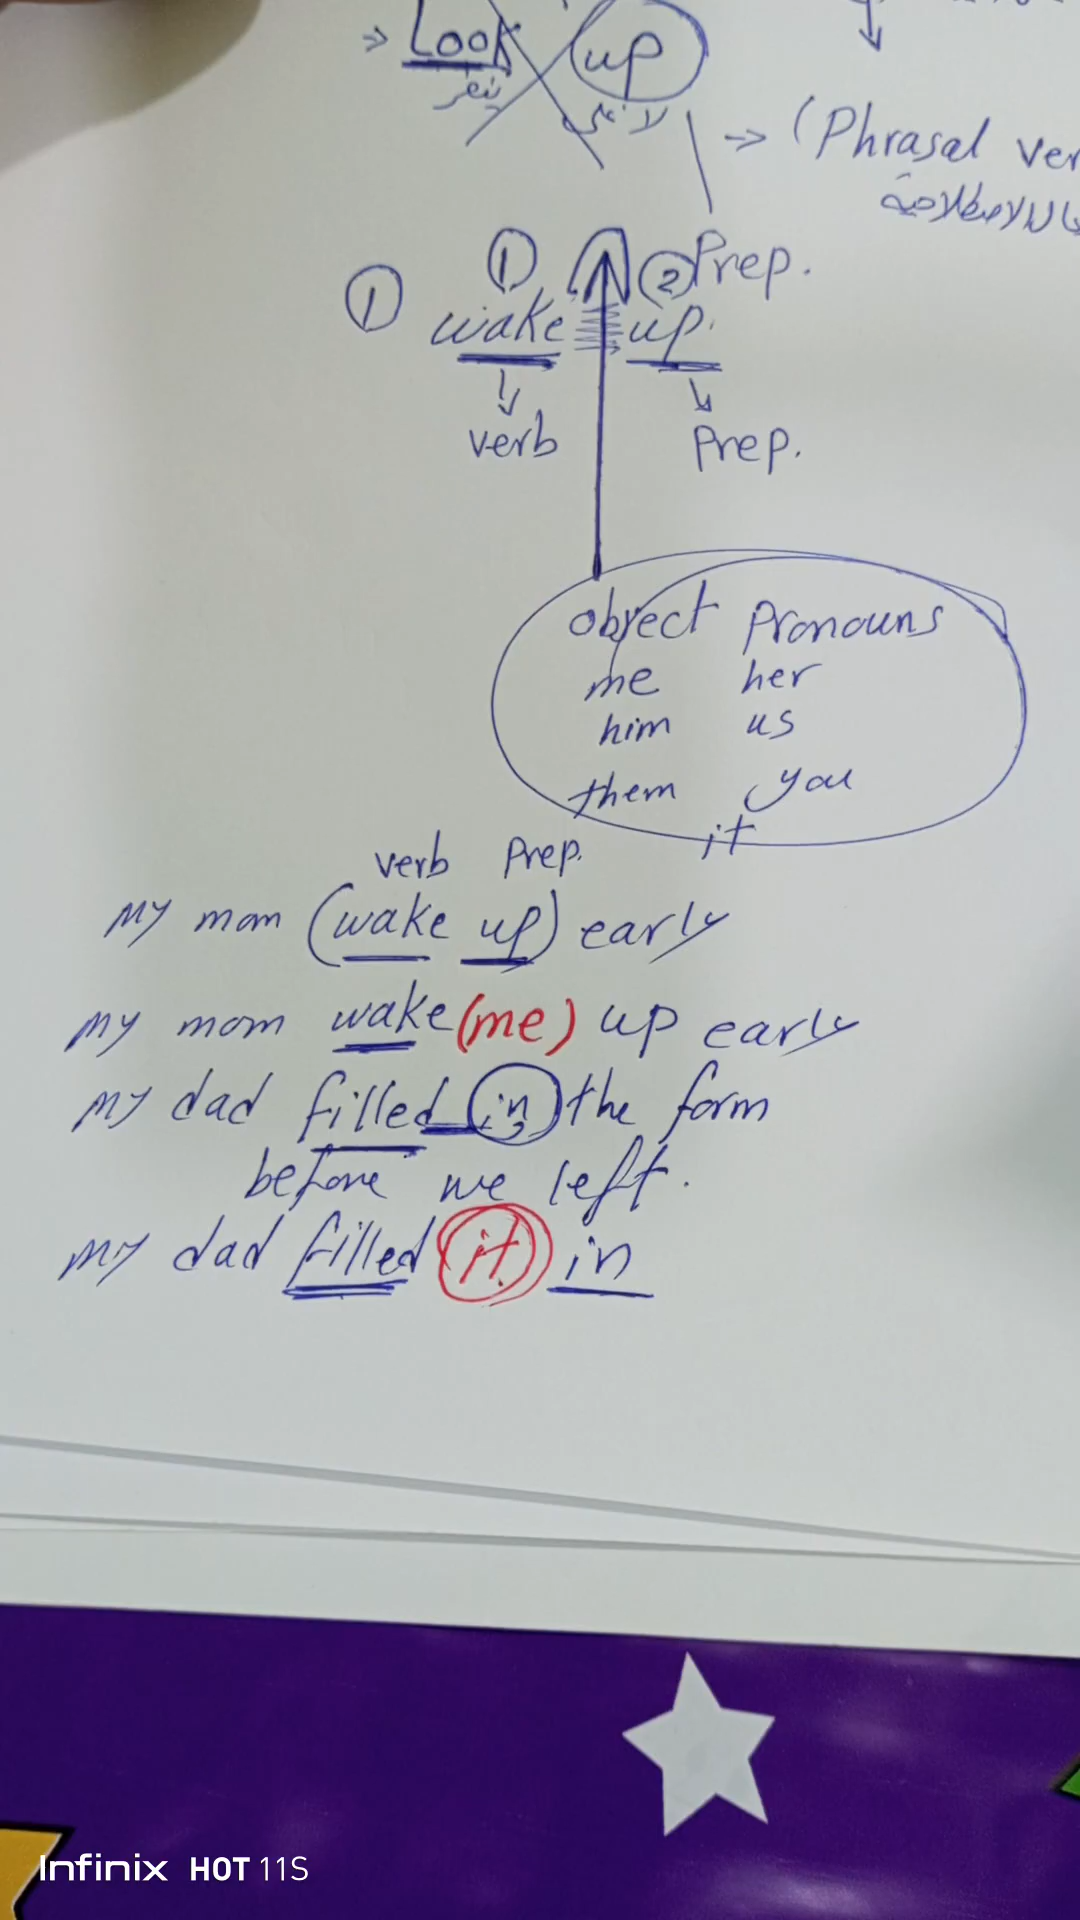 ⇒ Look up
→ (Phrasal ver
① ② Prep.
① wake up
verb Prep.
object pronouns
me her
him us
them you
it
verb Prep.
my mom (wake up) early
my mom wake (me) up early
my dad filled in the form
before we left.
my dad filled it in
Infinix HOT 11S